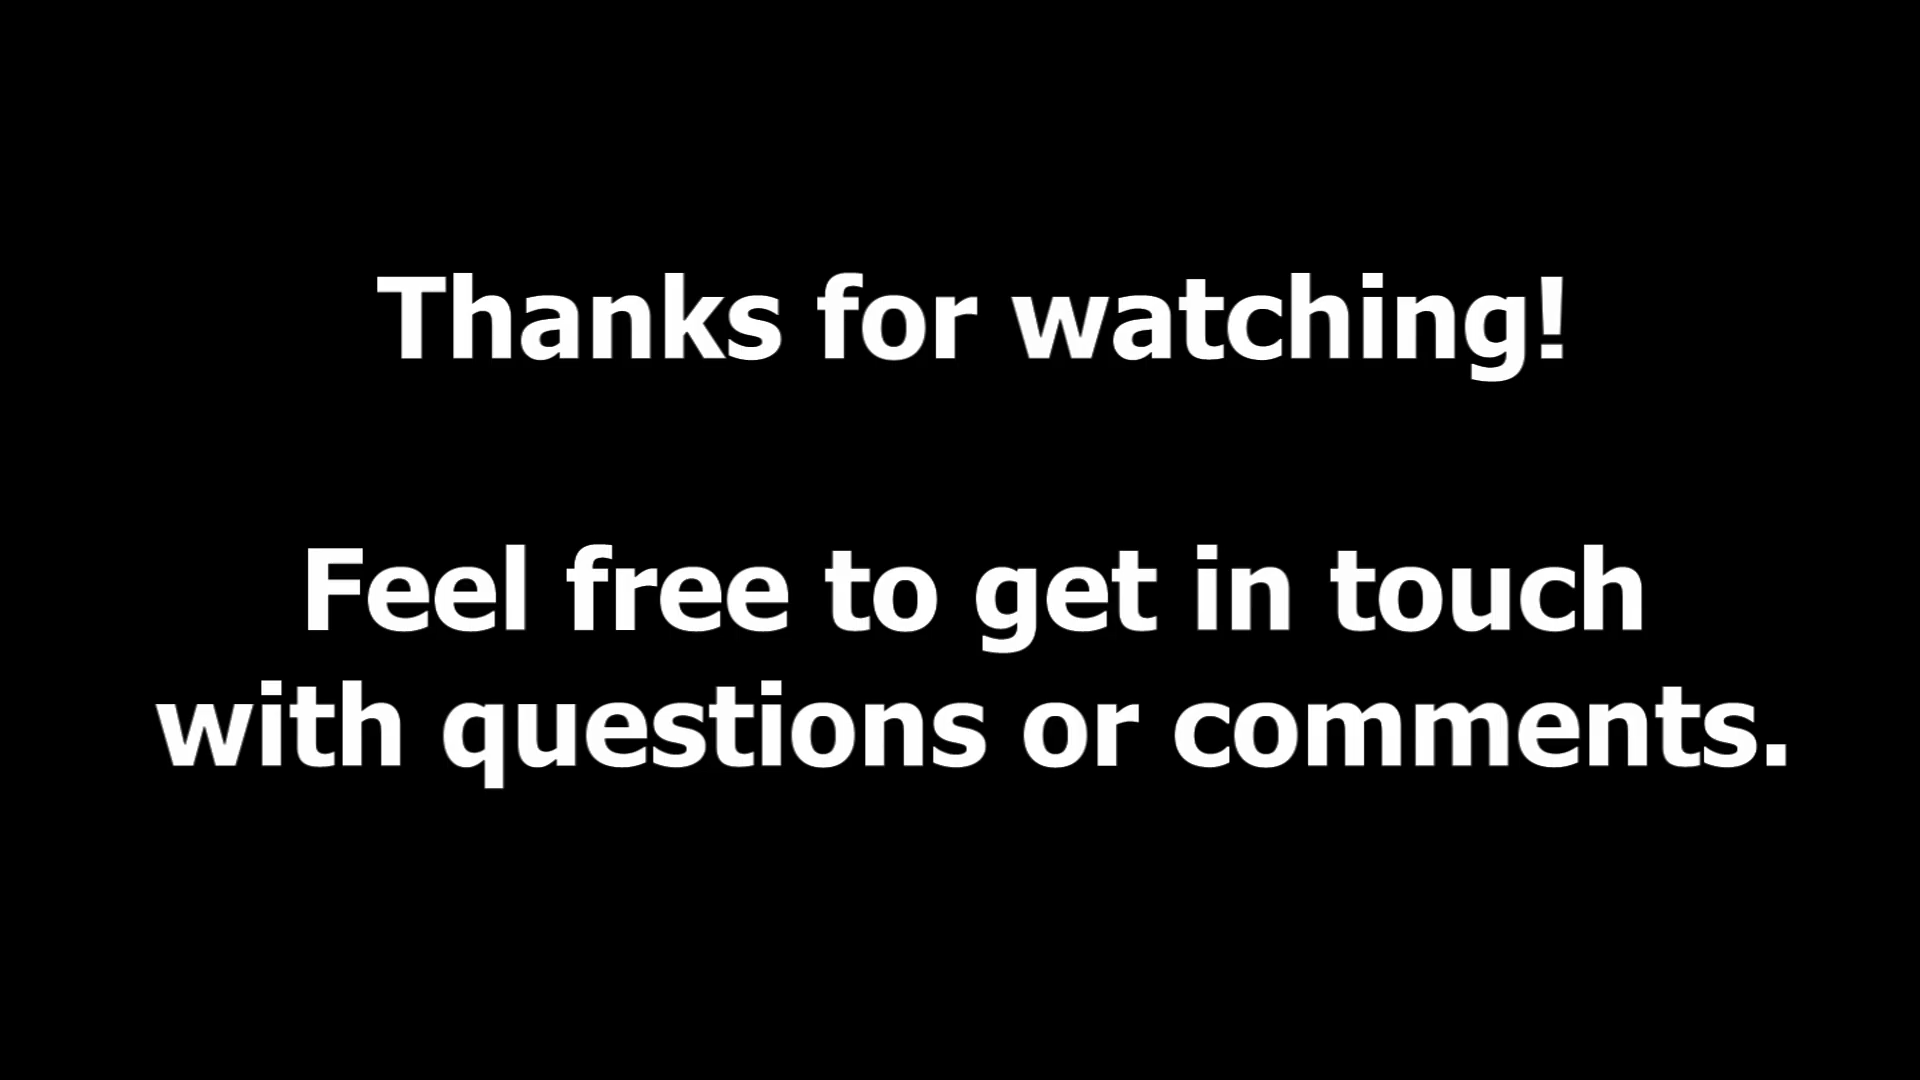 Thanks for watching!
Feel free to get in touch
with questions or comments.